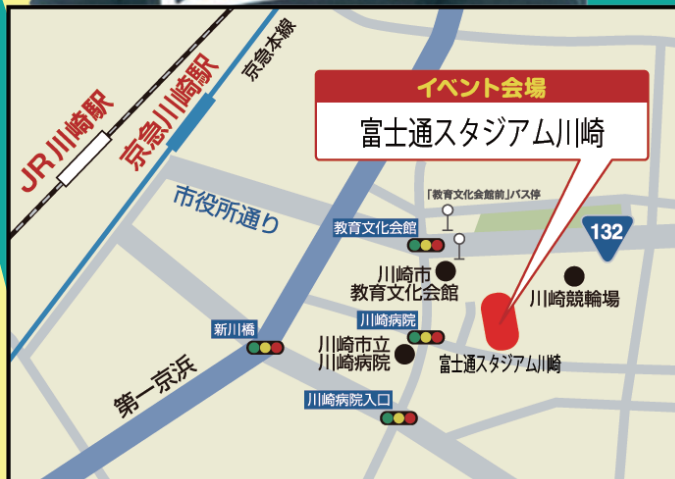 京急本線
京急川崎駅
JR川崎駅
イベント会場
富士通スタジアム川崎
市役所通り
「教育文化会館前」バス停
教育文化会館
132
川崎市
教育文化会館
川崎競輪場
新川橋
川崎病院
川崎市立
川崎病院
富士通スタジアム川崎
第一京浜
川崎病院入口